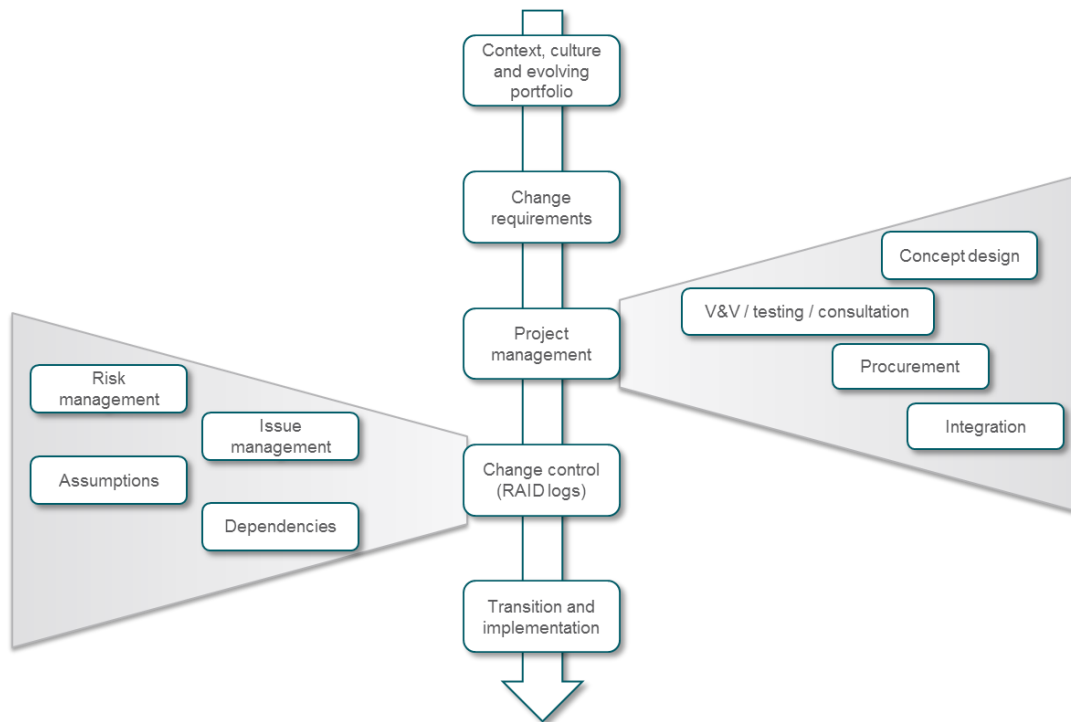 Context, culture
and evolving
portfolio
Change
requirements
Concept design
V&V / testing / consultation
Project
management
Procurement
Risk
management
Issue
management
Integration
Change control
(RAID logs)
Assumptions
Dependencies
Transition and
implementation